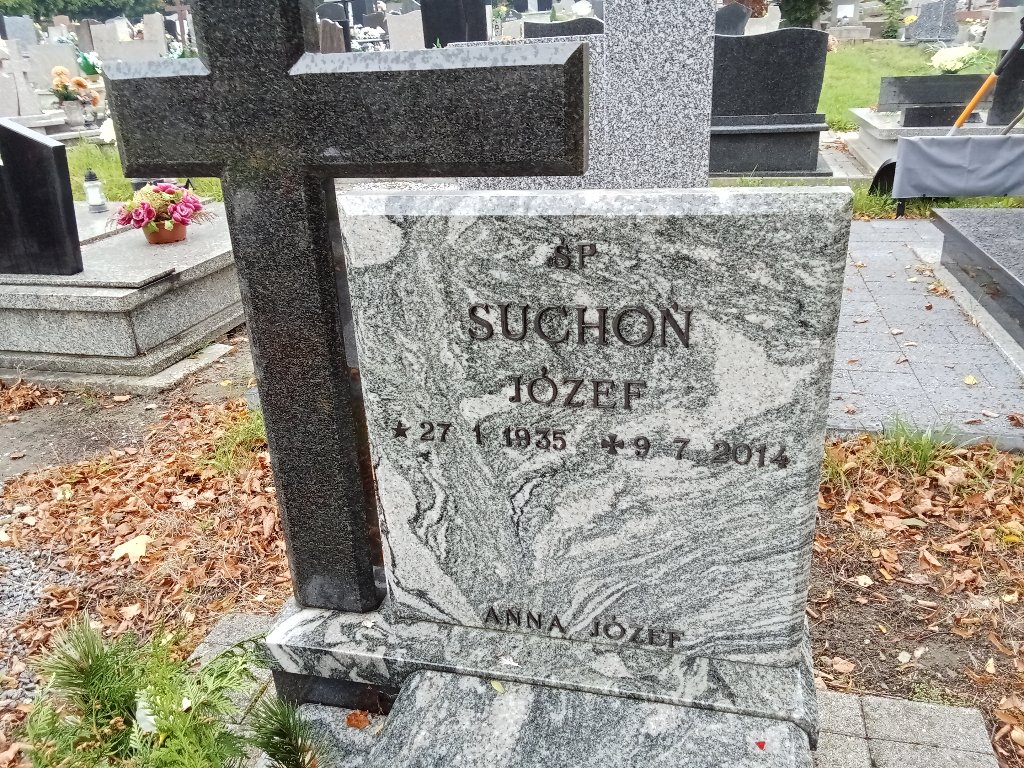 ŚP
SUCHOŃ
JÓZEF
★ 27 1 1935 ✠ 9 7 2014
ANNA JÓZEF